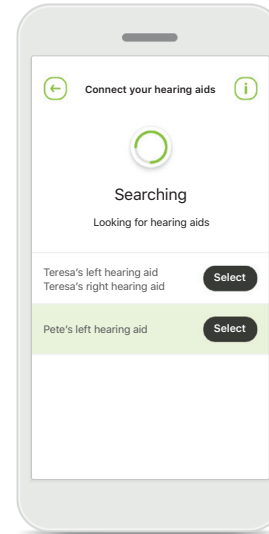 Connect your hearing aids
i
Searching
Looking for hearing aids
Teresa's left hearing aid
Teresa's right hearing aid
Select
Pete's left hearing aid
Select